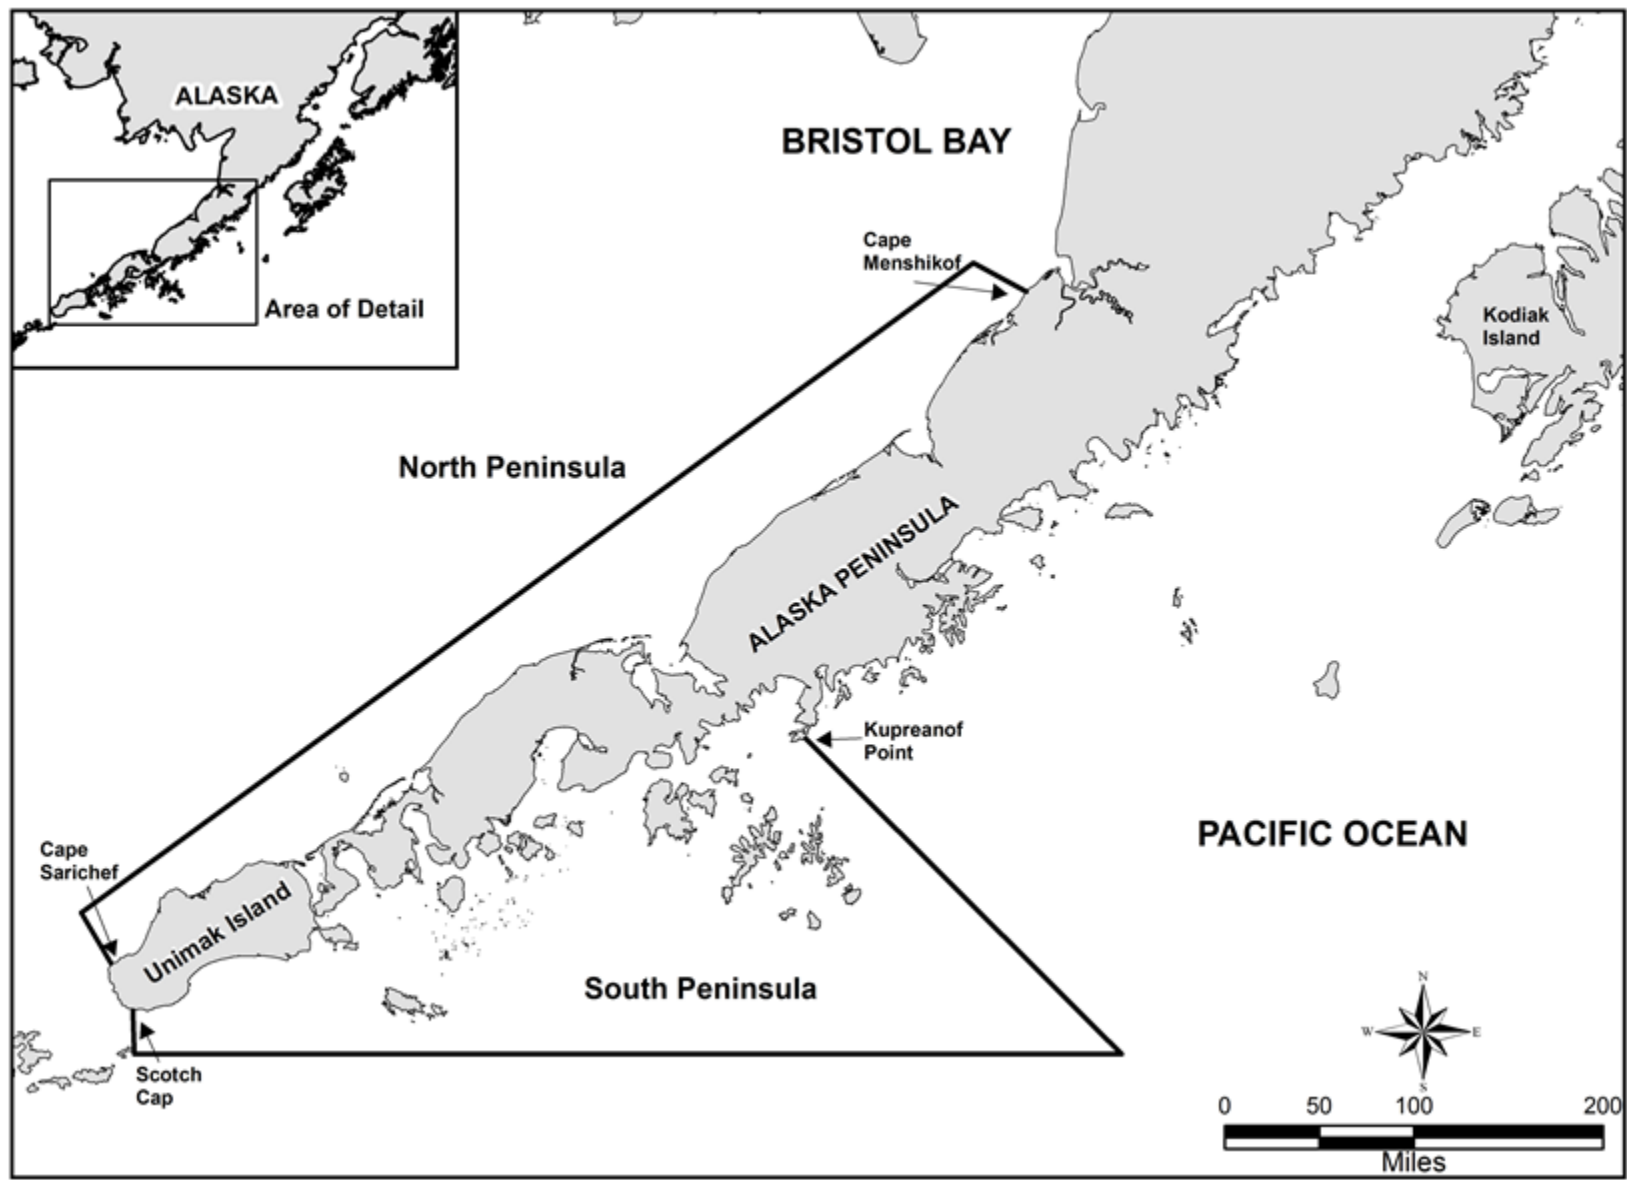 ALASKA
Area of Detail
BRISTOL BAY
Cape
Menshikof
Kodiak
Island
North Peninsula
ALASKA PENINSULA
Kupreanof
Point
PACIFIC OCEAN
Cape
Sarichef
Unimak Island
South Peninsula
Scotch
Cap
N
W
E
S
0 50 100 200
Miles